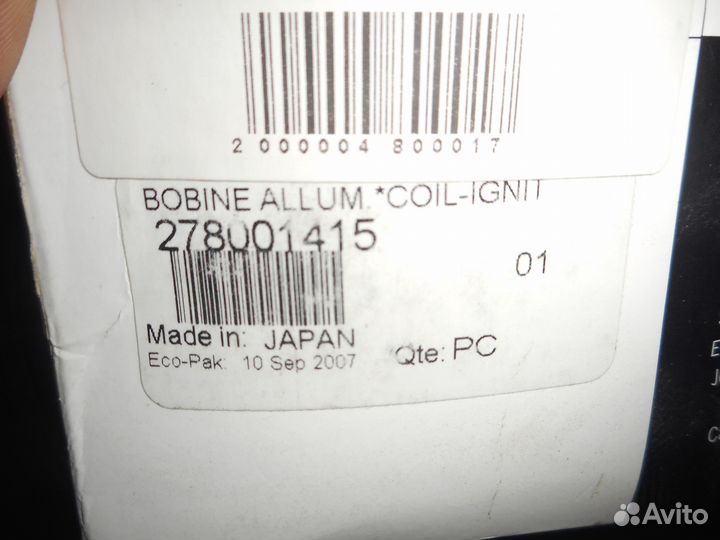 2 000004 800017
BOBINE ALLUM.*COIL-IGNIT
278001415
01
Made in: JAPAN
Eco-Pak: 10 Sep 2007
Qte: PC
E
J
Avito